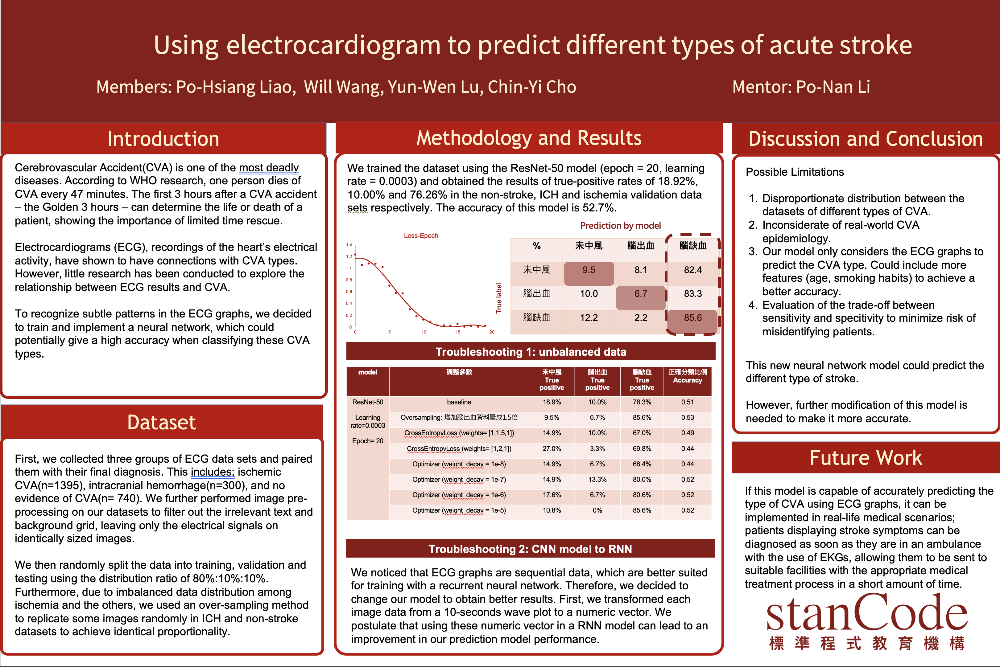 Using electrocardiogram to predict different types of acute stroke
Members: Po-Hsiang Liao,  Will Wang, Yun-Wen Lu, Chin-Yi Cho
Mentor: Po-Nan Li
Introduction
Cerebrovascular Accident(CVA) is one of the most deadly
diseases. According to WHO research, one person dies of
CVA every 47 minutes. The first 3 hours after a CVA accident
– the Golden 3 hours – can determine the life or death of a
patient, showing the importance of limited time rescue.
Electrocardiograms (ECG), recordings of the heart’s electrical
activity, have shown to have connections with CVA types.
However, little research has been conducted to explore the
relationship between ECG results and CVA.
To recognize subtle patterns in the ECG graphs, we decided
to train and implement a neural network, which could
potentially give a high accuracy when classifying these CVA
types.
Dataset
First, we collected three groups of ECG data sets and paired
them with their final diagnosis. This includes: ischemic
CVA(n=1395), intracranial hemorrhage(n=300), and no
evidence of CVA(n= 740). We further performed image pre-
processing on our datasets to filter out the irrelevant text and
background grid, leaving only the electrical signals on
identically sized images.
We then randomly split the data into training, validation and
testing using the distribution ratio of 80%:10%:10%.
Furthermore, due to imbalanced data distribution among
ischemia and the others, we used an over-sampling method
to replicate some images randomly in ICH and non-stroke
datasets to achieve identical proportionality.
Methodology and Results
We trained the dataset using the ResNet-50 model (epoch = 20, learning
rate = 0.0003) and obtained the results of true-positive rates of 18.92%,
10.00% and 76.26% in the non-stroke, ICH and ischemia validation data
sets respectively. The accuracy of this model is 52.7%.
Loss-Epoch
1.4
1.2
1
0.8
0.6
0.4
0.2
0
0 5 10 15 20
Prediction by model
True label
% 未中風 腦出血 腦缺血
未中風 9.5 8.1 82.4
腦出血 10.0 6.7 83.3
腦缺血 12.2 2.2 85.6
Troubleshooting 1: unbalanced data
model 調整參數 未中風 True positive 腦出血 True positive 腦缺血 True positive 正確分類比例 Accuracy
ResNet-50 baseline 18.9% 10.0% 76.3% 0.51
Learning rate=0.0003 Oversampling: 增加腦出血資料量成1.5倍 9.5% 6.7% 85.6% 0.53
Epoch= 20 CrossEntropyLoss (weights= [1,1.5,1]) 14.9% 10.0% 67.0% 0.49
CrossEntropyLoss (weights= [1,2,1]) 27.0% 3.3% 69.8% 0.44
Optimizer (weight_decay = 1e-8) 14.9% 6.7% 68.4% 0.44
Optimizer (weight_decay = 1e-7) 14.9% 13.3% 80.0% 0.52
Optimizer (weight_decay = 1e-6) 17.6% 6.7% 80.6% 0.52
Optimizer (weight_decay = 1e-5) 10.8% 0% 85.6% 0.52
Troubleshooting 2: CNN model to RNN
We noticed that ECG graphs are sequential data, which are better suited
for training with a recurrent neural network. Therefore, we decided to
change our model to obtain better results. First, we transformed each
image data from a 10-seconds wave plot to a numeric vector. We
postulate that using these numeric vector in a RNN model can lead to an
improvement in our prediction model performance.
Discussion and Conclusion
Possible Limitations
1. Disproportionate distribution between the
datasets of different types of CVA.
2. Inconsiderate of real-world CVA
epidemiology.
3. Our model only considers the ECG graphs to
predict the CVA type. Could include more
features (age, smoking habits) to achieve a
better accuracy.
4. Evaluation of the trade-off between
sensitivity and specitivity to minimize risk of
misidentifying patients.
This new neural network model could predict the
different type of stroke.
However, further modification of this model is
needed to make it more accurate.
Future Work
If this model is capable of accurately predicting the
type of CVA using ECG graphs, it can be
implemented in real-life medical scenarios;
patients displaying stroke symptoms can be
diagnosed as soon as they are in an ambulance
with the use of EKGs, allowing them to be sent to
suitable facilities with the appropriate medical
treatment process in a short amount of time.
stanCode
標準程式教育機構